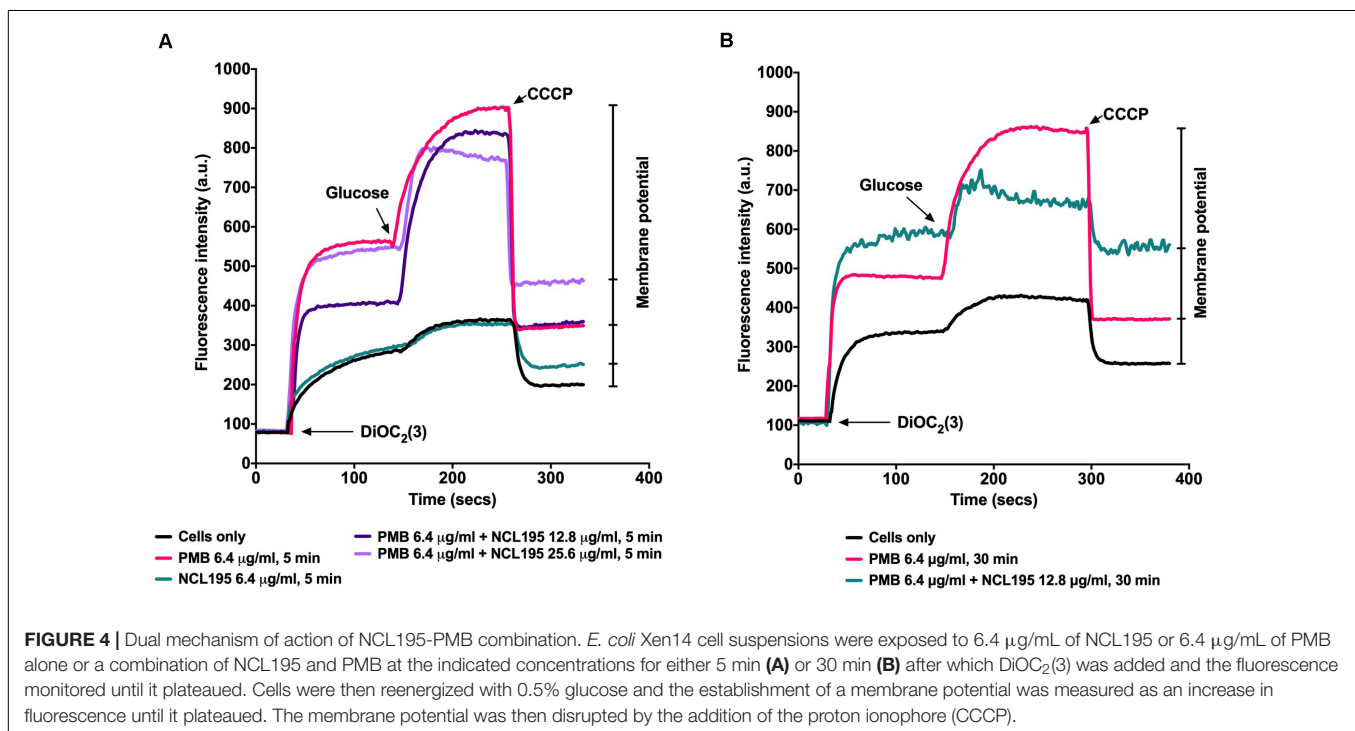 A
B
1000
900
800
700
600
500
400
300
200
100
0
Fluorescence intensity (a.u.)
0
100
200
300
400
Time (secs)
Glucose
CCCP
DiOC2(3)
Membrane potential
Cells only
PMB 6.4 μg/ml, 5 min
NCL195 6.4 μg/ml, 5 min
PMB 6.4 μg/ml + NCL195 12.8 μg/ml, 5 min
PMB 6.4 μg/ml + NCL195 25.6 μg/ml, 5 min
1000
900
800
700
600
500
400
300
200
100
0
Fluorescence intensity (a.u.)
0
100
200
300
400
Time (secs)
Glucose
CCCP
DiOC2(3)
Membrane potential
Cells only
PMB 6.4 μg/ml, 30 min
PMB 6.4 μg/ml + NCL195 12.8 μg/ml, 30 min
FIGURE 4 | Dual mechanism of action of NCL195-PMB combination. E. coli Xen14 cell suspensions were exposed to 6.4 μg/mL of NCL195 or 6.4 μg/mL of PMB
alone or a combination of NCL195 and PMB at the indicated concentrations for either 5 min (A) or 30 min (B) after which DiOC2(3) was added and the fluorescence
monitored until it plateaued. Cells were then reenergized with 0.5% glucose and the establishment of a membrane potential was measured as an increase in
fluorescence until it plateaued. The membrane potential was then disrupted by the addition of the proton ionophore (CCCP).